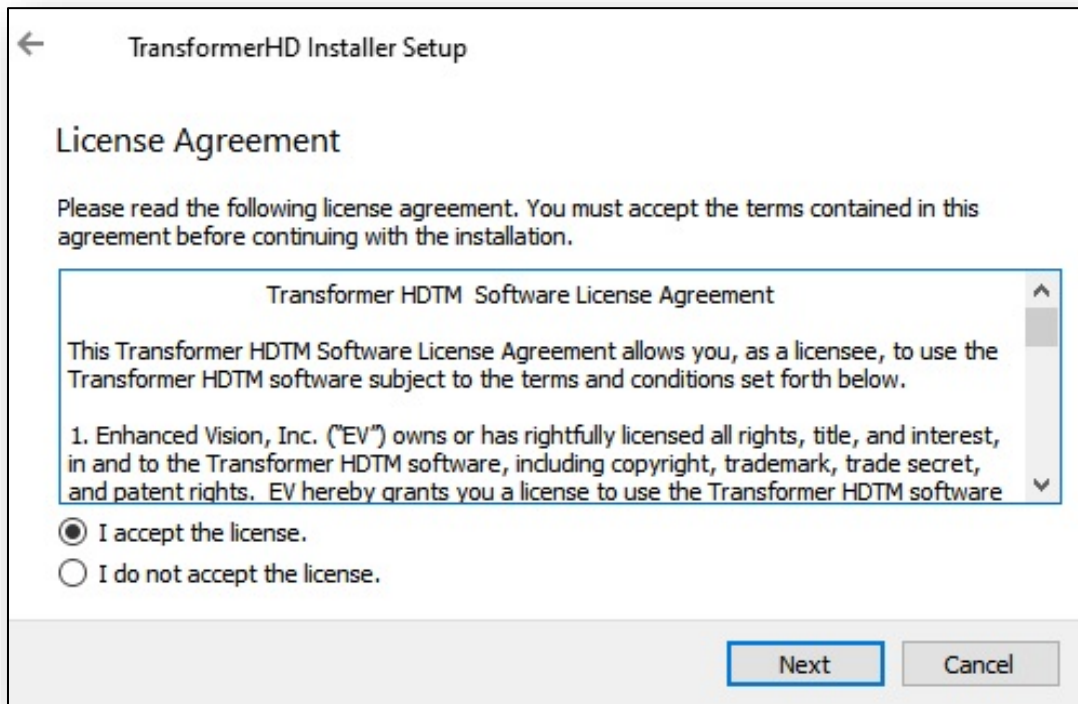 TransformerHD Installer Setup
License Agreement
Please read the following license agreement. You must accept the terms contained in this
agreement before continuing with the installation.
Transformer HDTM  Software License Agreement
This Transformer HDTM Software License Agreement allows you, as a licensee, to use the
Transformer HDTM software subject to the terms and conditions set forth below.
1. Enhanced Vision, Inc. ("EV") owns or has rightfully licensed all rights, title, and interest,
in and to the Transformer HDTM software, including copyright, trademark, trade secret,
and patent rights.  EV hereby grants you a license to use the Transformer HDTM software
I accept the license.
I do not accept the license.
Next
Cancel